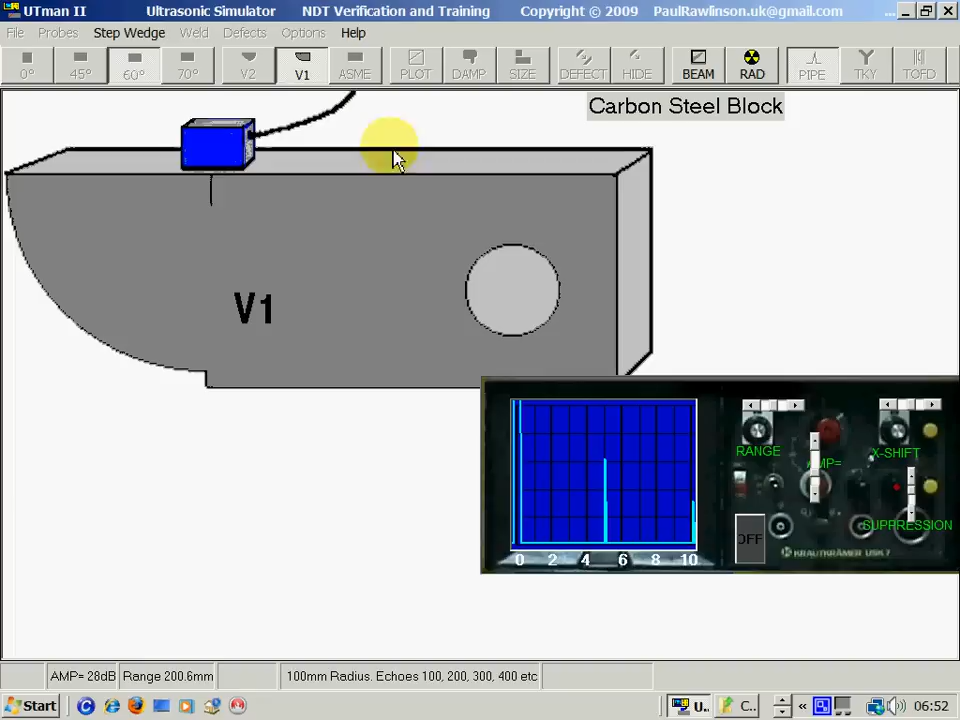 UTman II Ultrasonic Simulator NDT Verification and Training Copyright © 2009 PaulRawlinson.uk@gmail.com ...
File Probes Step Wedge Weld Defects Options Help
0° 45° 60° 70° V2 V1 ASME PLOT DAMP SIZE DEFECT HIDE BEAM RAD PIPE TKY TOFD
Carbon Steel Block
V1
RANGE AMP= X-SHIFT
SUPPRESSION
OFF
KRAUTKRAMER USK7
0 2 4 6 8 10
AMP= 28dB Range 200.6mm 100mm Radius. Echoes 100, 200, 300, 400 etc
Start U.. C.. « 06:52